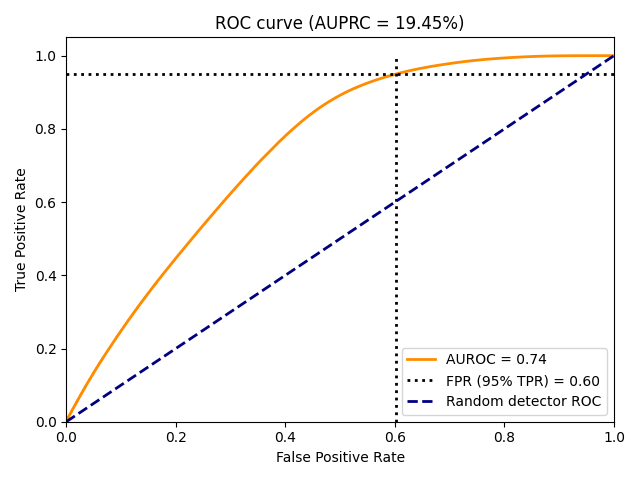 ROC curve (AUPRC = 19.45%)
True Positive Rate
1.0
0.8
0.6
0.4
0.2
0.0
AUROC = 0.74
FPR (95% TPR) = 0.60
Random detector ROC
0.0 0.2 0.4 0.6 0.8 1.0
False Positive Rate